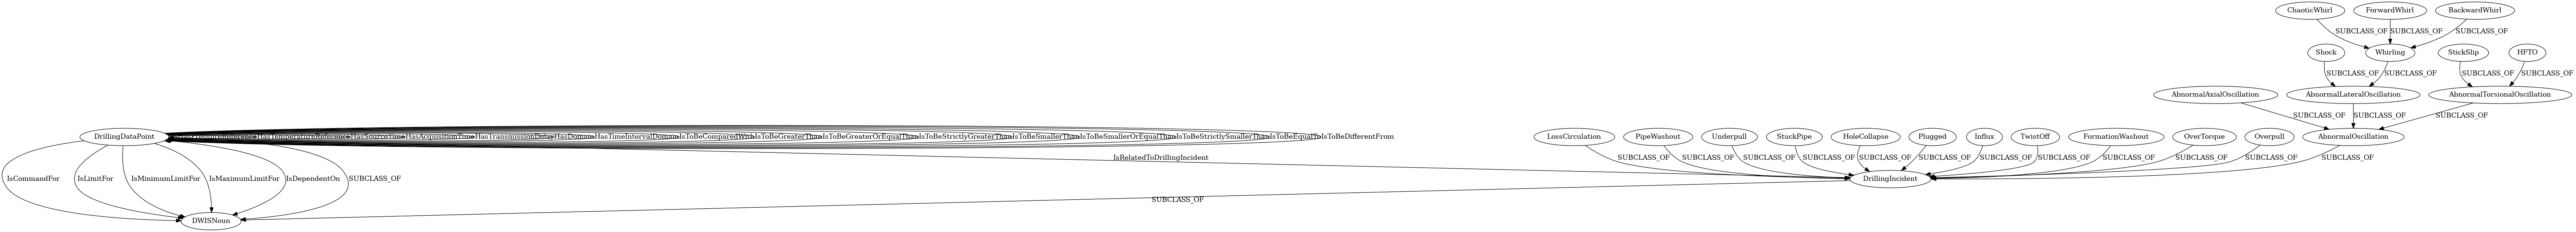 ChaoticWhirl
ForwardWhirl
BackwardWhirl
SUBCLASS_OF
SUBCLASS_OF
SUBCLASS_OF
Shock
Whirling
StickSlip
HFTO
SUBCLASS_OF
SUBCLASS_OF
SUBCLASS_OF
SUBCLASS_OF
AbnormalAxialOscillation
AbnormalLateralOscillation
AbnormalTorsionalOscillation
SUBCLASS_OF
SUBCLASS_OF
SUBCLASS_OF
DrillingDataPoint
HasPressureReference
HasTemperatureReference
HasSourceTime
HasAcquisitionTime
HasTransmissionDelay
HasDomain
HasTimeIntervalDomain
IsToBeComparedWith
IsToBeGreaterThan
IsToBeGreaterOrEqualThan
IsToBeStrictlyGreaterThan
IsToBeSmallerThan
IsToBeSmallerOrEqualThan
IsToBeStrictlySmallerThan
IsToBeEqualTo
IsToBeDifferentFrom
LossCirculation
PipeWashout
Underpull
StuckPipe
HoleCollapse
Plugged
Influx
TwistOff
FormationWashout
OverTorque
Overpull
AbnormalOscillation
IsRelatedToDrillingIncident
SUBCLASS_OF
SUBCLASS_OF
SUBCLASS_OF
SUBCLASS_OF
SUBCLASS_OF
SUBCLASS_OF
SUBCLASS_OF
SUBCLASS_OF
SUBCLASS_OF
SUBCLASS_OF
SUBCLASS_OF
SUBCLASS_OF
IsCommandFor
IsLimitFor
IsMinimumLimitFor
IsMaximumLimitFor
IsDependentOn
SUBCLASS_OF
DrillingIncident
SUBCLASS_OF
DWISNoun